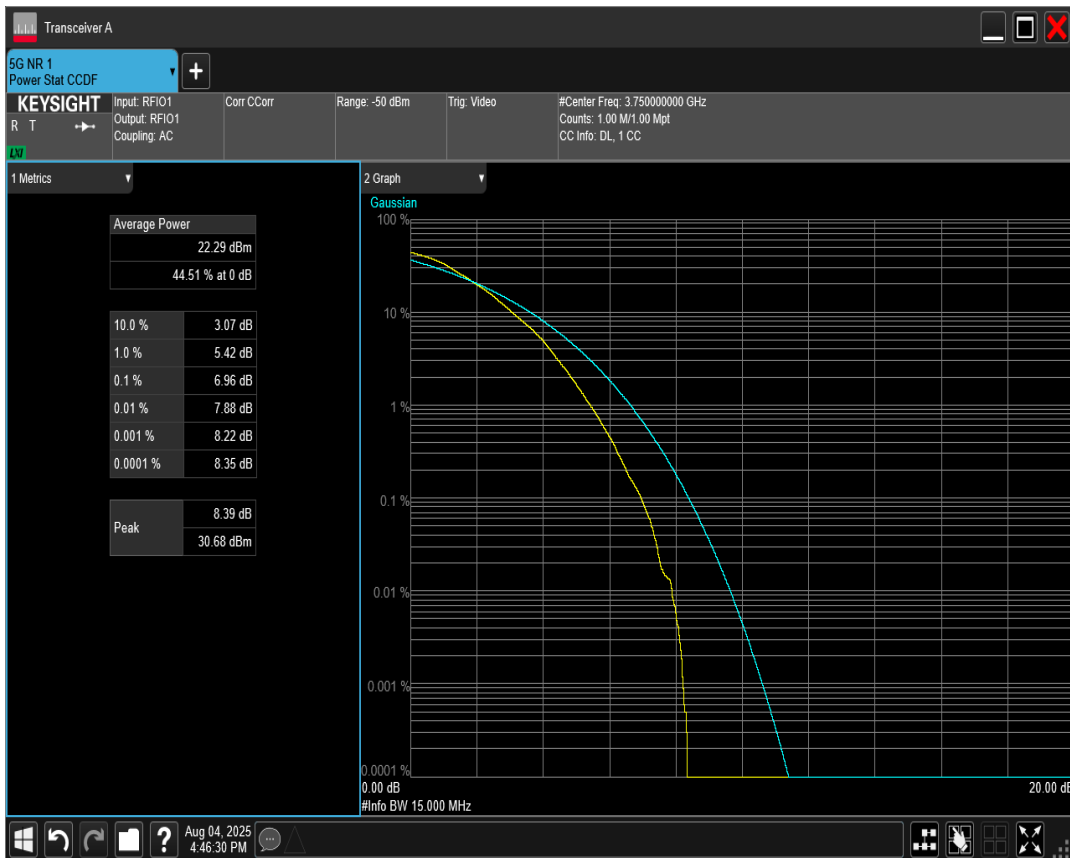 Transceiver A
5G NR 1
Power Stat CCDF
KEYSIGHT
R T
LXI
Input: RFIO1
Output: RFIO1
Coupling: AC
Corr CCorr
Range: -50 dBm
Trig: Video
#Center Freq: 3.750000000 GHz
Counts: 1.00 M/1.00 Mpt
CC Info: DL, 1 CC
1 Metrics
Average Power
22.29 dBm
44.51 % at 0 dB
10.0 % 3.07 dB
1.0 % 5.42 dB
0.1 % 6.96 dB
0.01 % 7.88 dB
0.001 % 8.22 dB
0.0001 % 8.35 dB
Peak
8.39 dB
30.68 dBm
2 Graph
Gaussian
100 %
10 %
1 %
0.1 %
0.01 %
0.001 %
0.0001 %
0.00 dB
20.00 dB
#Info BW 15.000 MHz
?
Aug 04, 2025
4:46:30 PM